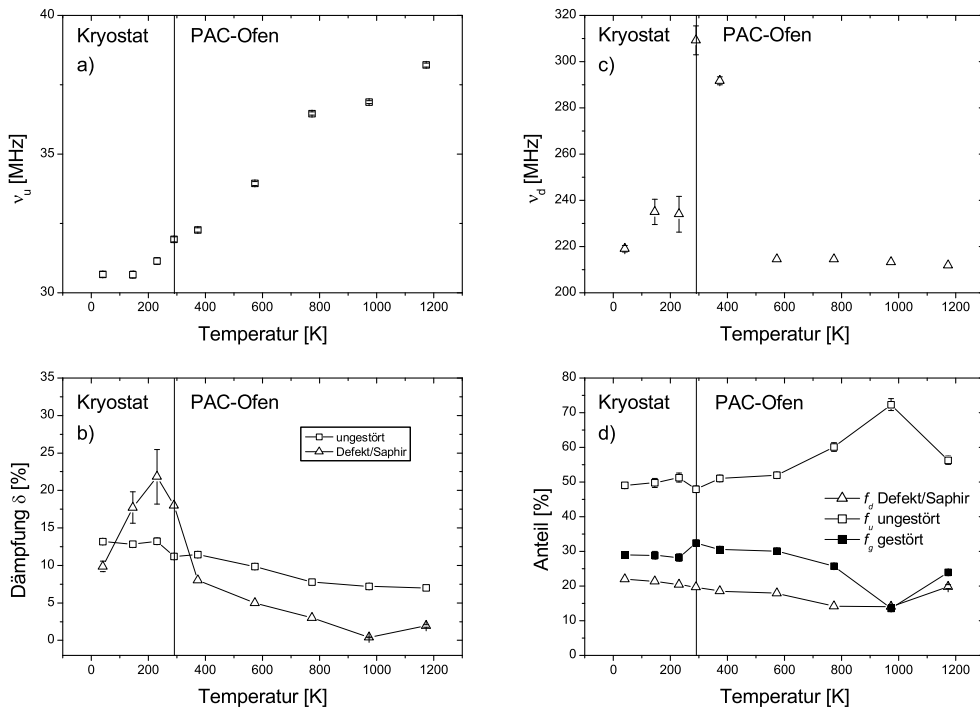 40
35
30
0 200 400 600 800 1000 1200
ν_u [MHz]
Temperatur [K]
Kryostat PAC-Ofen
a)
320
300
280
260
240
220
200
0 200 400 600 800 1000 1200
ν_d [MHz]
Temperatur [K]
Kryostat PAC-Ofen
c)
35
30
25
20
15
10
5
0
0 200 400 600 800 1000 1200
Dämpfung δ [%]
Temperatur [K]
Kryostat PAC-Ofen
b)
ungestört
Defekt/Saphir
80
70
60
50
40
30
20
10
0
0 200 400 600 800 1000 1200
Anteil [%]
Temperatur [K]
Kryostat PAC-Ofen
d)
f_d Defekt/Saphir
f_u ungestört
f_g gestört